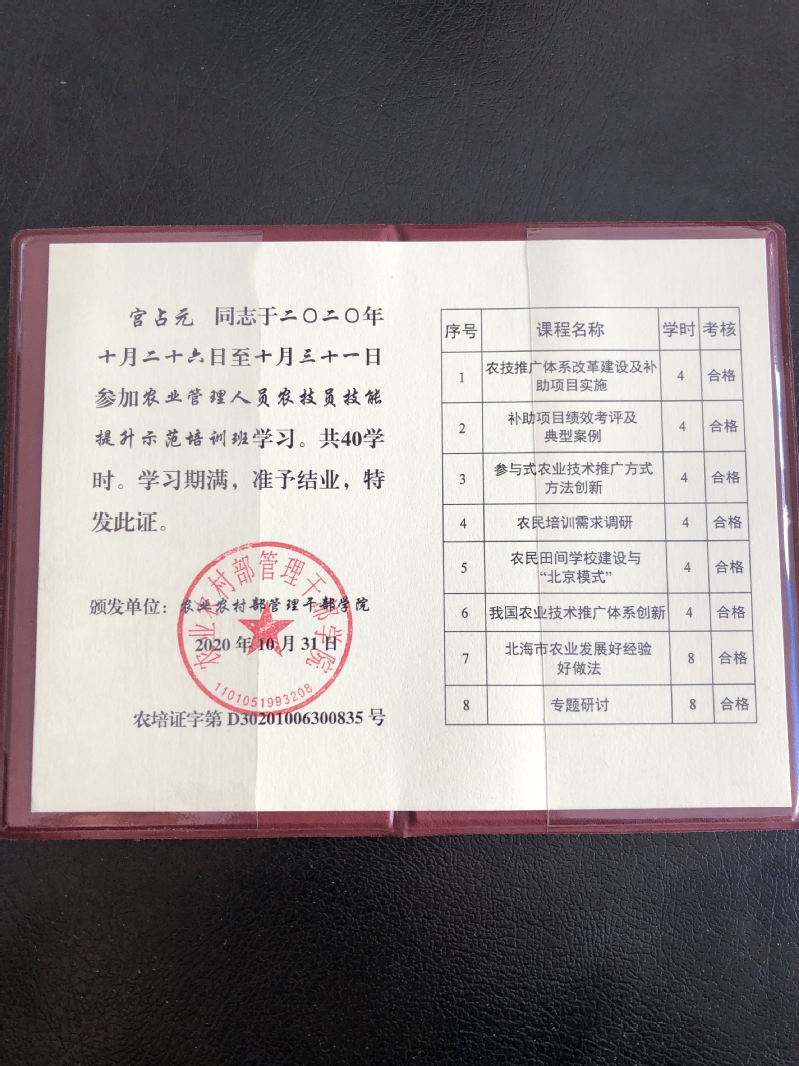 宫占元 同志于二〇二〇年
十月二十六日至十月三十一日
参加农业管理人员农技员技能
提升示范培训班学习。共40学
时。学习期满，准予结业，特
发此证。
颁发单位：农业农村部管理干部学院
2020 年 10 月 31 日
农业农村部管理干部学院
1101051993208
农培证字第 D30201006300835 号
序号 课程名称 学时 考核
1 农技推广体系改革建设及补
助项目实施 4 合格
2 补助项目绩效考评及
典型案例 4 合格
3 参与式农业技术推广方式
方法创新 4 合格
4 农民培训需求调研 4 合格
5 农民田间学校建设与
“北京模式” 4 合格
6 我国农业技术推广体系创新 4 合格
7 北海市农业发展好经验
好做法 8 合格
8 专题研讨 8 合格